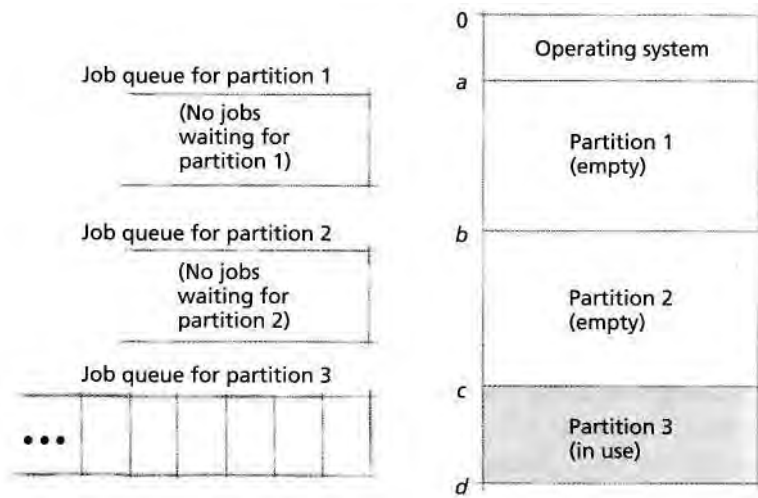 Job queue for partition 1
(No jobs
waiting for
partition 1)
Job queue for partition 2
(No jobs
waiting for
partition 2)
Job queue for partition 3
...
0
Operating system
a
Partition 1
(empty)
b
Partition 2
(empty)
c
Partition 3
(in use)
d